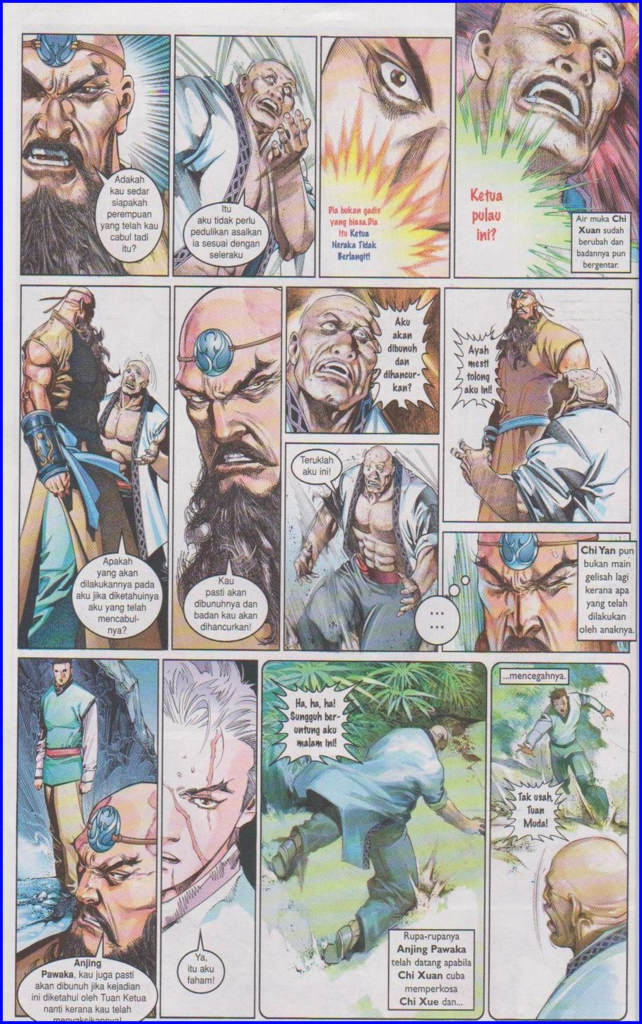 Adakah
kau sedar
siapakah
perempuan
yang telah kau
cabul tadi
itu?
Itu
aku tidak perlu
pedulikan asalkan
ia sesuai dengan
seleraku
Dia bukan gadis
yang biasa.Dia
itu Ketua
Neraka Tidak
Berlangit!
Ketua
pulau
ini?
Air muka Chi
Xuan sudah
berubah dan
badannya pun
bergentar.
Apakah
yang akan
dilakukannya pada
aku jika diketahuinya
aku yang telah
mencabul-
nya?
Kau
pasti akan
dibunuhnya dan
badan kau akan
dihancurkan!
Aku
akan
dibunuh
dan
dihancur-
kan?
Teruklah
aku ini!
Ayah
mesti
tolong
aku ini!
...
Chi Yan pun
bukan main
gelisah lagi
kerana apa
yang telah
dilakukan
oleh anaknya.
Anjing
Pawaka, kau juga pasti
akan dibunuh jika kejadian
ini diketahui oleh Tuan Ketua
nanti kerana kau telah
menyaksikannya!
Ya,
itu aku
faham!
Ha, ha, ha!
Sungguh ber-
untung aku
malam ini!
Rupa-rupanya
Anjing Pawaka
telah datang apabila
Chi Xuan cuba
memperkosa
Chi Xue dan...
...mencegahnya.
Tak usah,
Tuan
Muda!